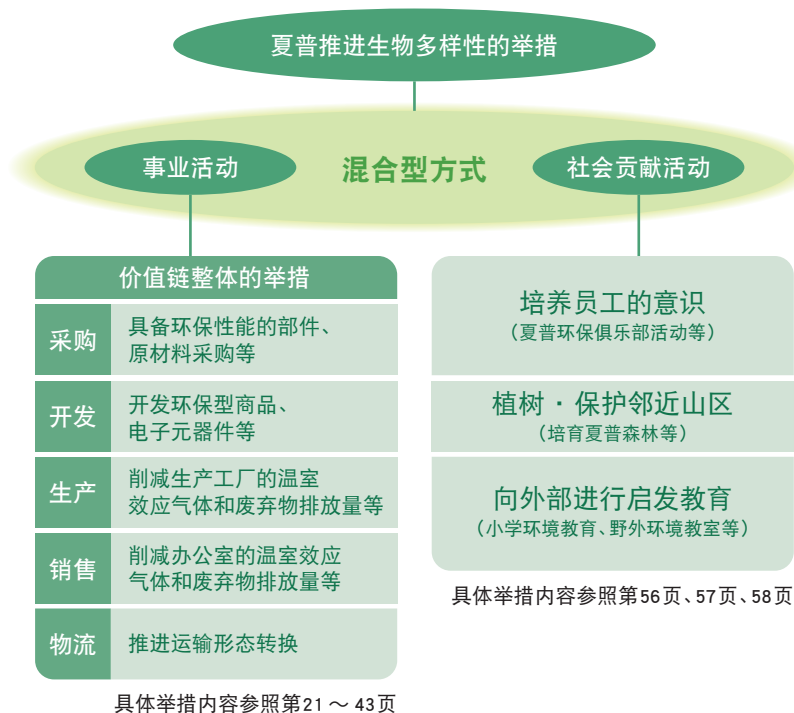 夏普推进生物多样性的举措
事业活动
混合型方式
社会贡献活动
价值链整体的举措
采购
具备环保性能的部件、
原材料采购等
开发
开发环保型商品、
电子元器件等
生产
削减生产工厂的温室
效应气体和废弃物排放量等
销售
削减办公室的温室效应
气体和废弃物排放量等
物流
推进运输形态转换
具体举措内容参照第21～43页
培养员工的意识
（夏普环保俱乐部活动等）
植树・保护邻近山区
（培育夏普森林等）
向外部进行启发教育
（小学环境教育、野外环境教室等）
具体举措内容参照第56页、57页、58页